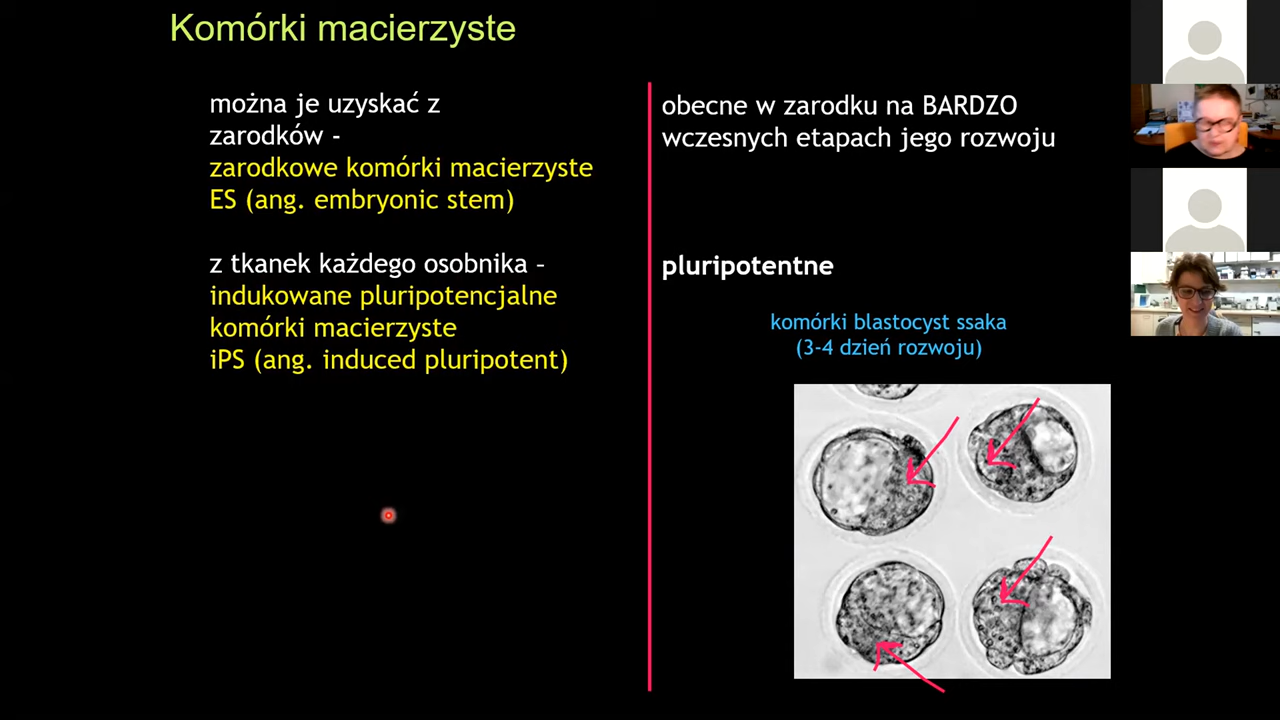 Komórki macierzyste
można je uzyskać z
zarodków -
zarodkowe komórki macierzyste
ES (ang. embryonic stem)
z tkanek każdego osobnika –
indukowane pluripotencjalne
komórki macierzyste
iPS (ang. induced pluripotent)
obecne w zarodku na BARDZO
wczesnych etapach jego rozwoju
pluripotentne
komórki blastocyst ssaka
(3-4 dzień rozwoju)